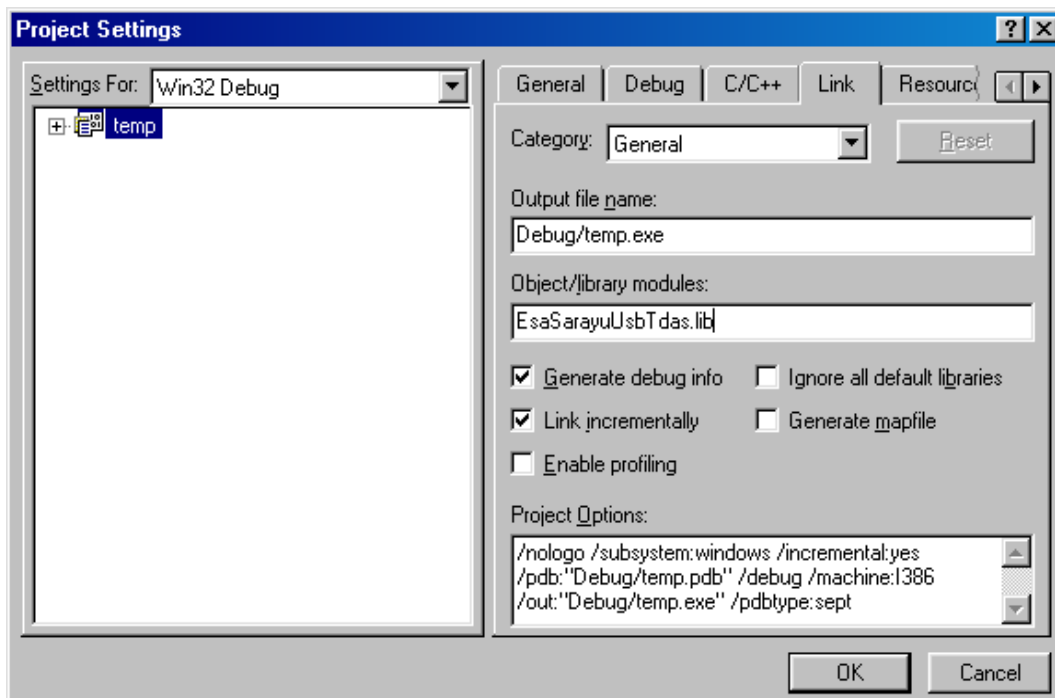 Project Settings
Settings For: Win32 Debug
temp
General Debug C/C++ Link
Category: General Reset
Output file name:
Debug/temp.exe
Object/library modules:
EsaSarayuUsbTdas.lib
Generate debug info Ignore all default libraries
Link incrementally Generate mapfile
Enable profiling
Project Options:
/nologo /subsystem:windows /incremental:yes
/pdb:"Debug/temp.pdb" /debug /machine:I386
/out:"Debug/temp.exe" /pdbtype:sept
OK Cancel